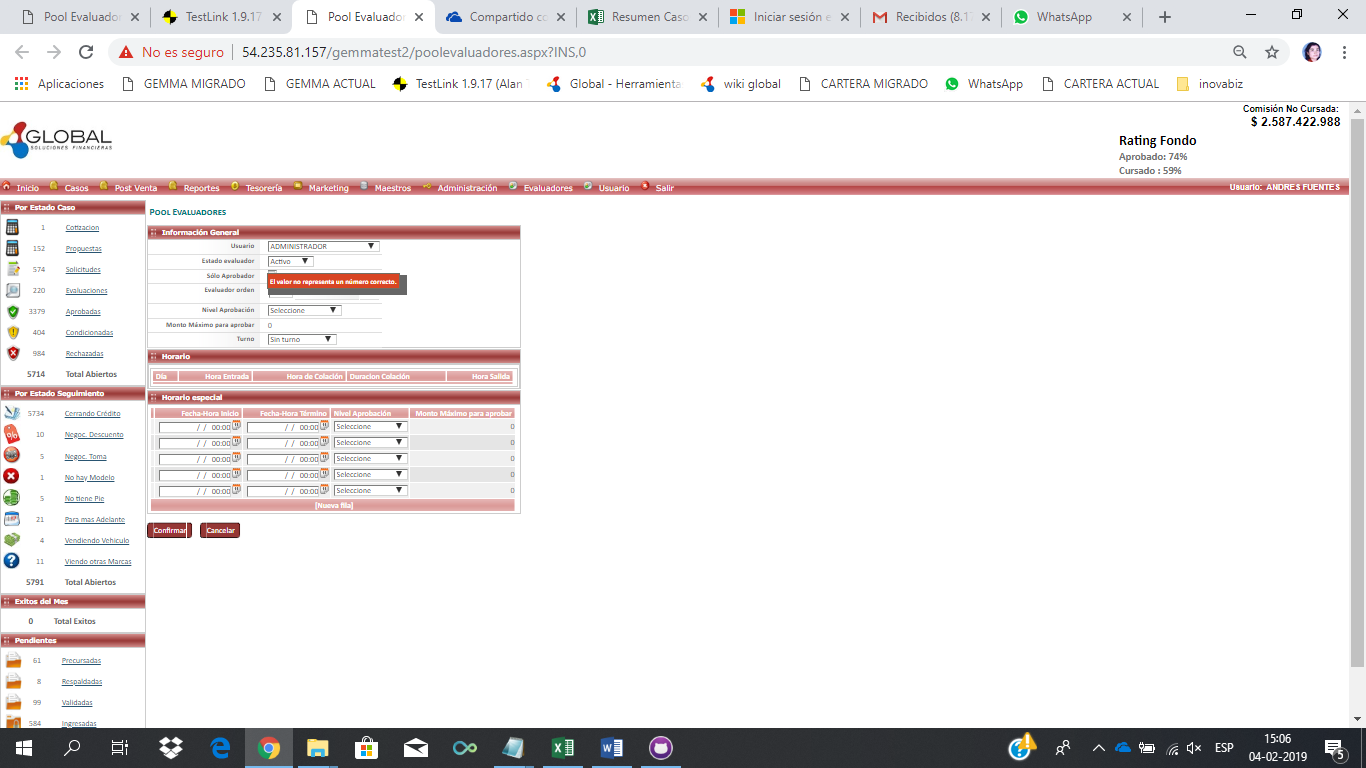 Pool Evaluador
TestLink 1.9.17
Pool Evaluador
Compartido co
Resumen Caso
Iniciar sesión e
Recibidos (8.17
WhatsApp
No es seguro
54.235.81.157/gemmatest2/poolevaluadores.aspx?INS,0
Aplicaciones
GEMMA MIGRADO
GEMMA ACTUAL
TestLink 1.9.17 (Alan
Global - Herramienta
wiki global
CARTERA MIGRADO
WhatsApp
CARTERA ACTUAL
inovabiz
GLOBAL
SOLUCIONES FINANCIERAS
Comisión No Cursada:
$ 2.587.422.988
Rating Fondo
Aprobado: 74%
Cursado : 59%
Inicio
Casos
Post Venta
Reportes
Tesorería
Marketing
Maestros
Administración
Evaluadores
Usuario
Salir
Usuario: ANDRES FUENTES
Por Estado Caso
1 Cotizacion
152 Propuestas
574 Solicitudes
220 Evaluaciones
3379 Aprobadas
404 Condicionadas
984 Rechazadas
5714 Total Abiertos
Por Estado Seguimiento
5734 Cerrando Crédito
10 Negoc. Descuento
5 Negoc. Toma
1 No hay Modelo
5 No tiene Pie
21 Para mas Adelante
4 Vendiendo Vehiculo
11 Viendo otras Marcas
5791 Total Abiertos
Exitos del Mes
0 Total Exitos
Pendientes
61 Precursadas
8 Respaldadas
99 Validadas
584 Ingresadas
POOL EVALUADORES
Información General
Usuario ADMINISTRADOR
Estado evaluador Activo
Sólo Aprobador
El valor no representa un número correcto.
Evaluador orden
Nivel Aprobación Seleccione
Monto Máximo para aprobar 0
Turno Sin turno
Horario
Día Hora Entrada Hora de Colación Duracion Colación Hora Salida
Horario especial
Fecha-Hora Inicio Fecha-Hora Término Nivel Aprobación Monto Máximo para aprobar
/ / 00:00 / / 00:00 Seleccione 0
/ / 00:00 / / 00:00 Seleccione 0
/ / 00:00 / / 00:00 Seleccione 0
/ / 00:00 / / 00:00 Seleccione 0
/ / 00:00 / / 00:00 Seleccione 0
[Nueva fila]
Confirmar
Cancelar
ESP
15:06
04-02-2019
5